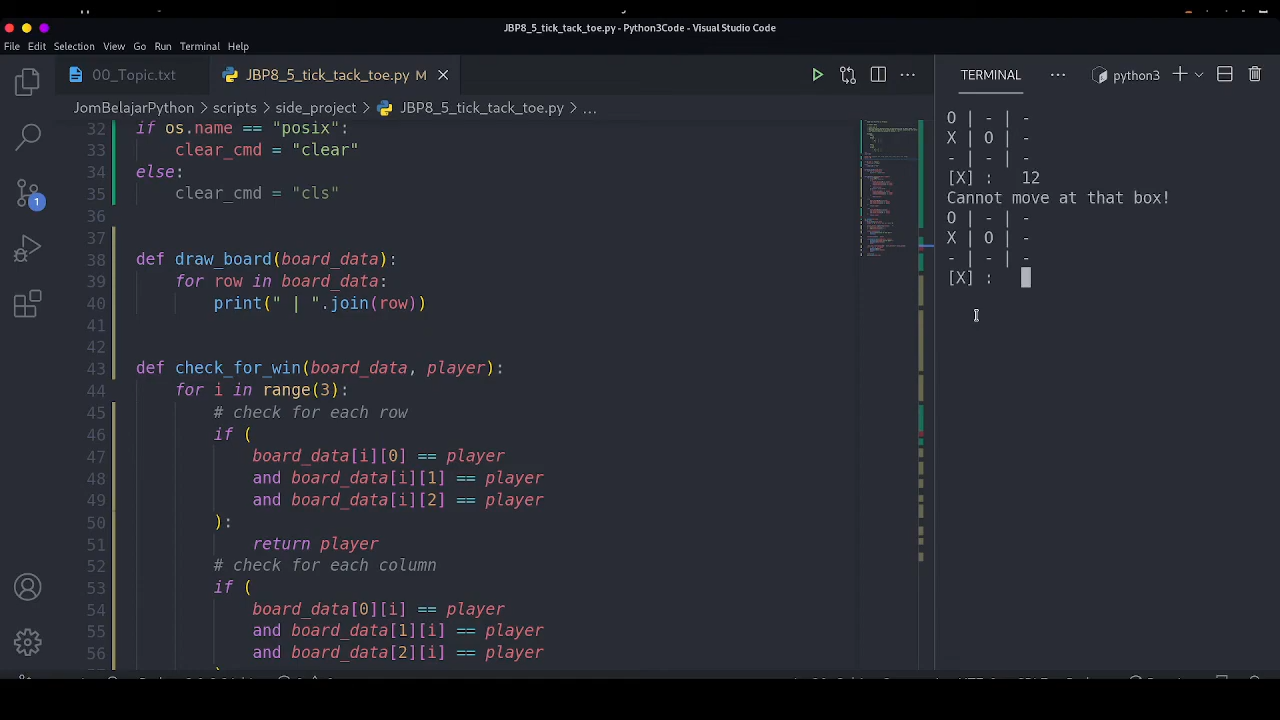 JBP8_5_tick_tack_toe.py - Python3Code - Visual Studio Code
File Edit Selection View Go Run Terminal Help
00_Topic.txt JBP8_5_tick_tack_toe.py M
JomBelajarPython > scripts > side_project > JBP8_5_tick_tack_toe.py > ...
32 if os.name == "posix":
33 clear_cmd = "clear"
34 else:
35 clear_cmd = "cls"
36
37
38 def draw_board(board_data):
39 for row in board_data:
40 print(" | ".join(row))
41
42
43 def check_for_win(board_data, player):
44 for i in range(3):
45 # check for each row
46 if (
47 board_data[i][0] == player
48 and board_data[i][1] == player
49 and board_data[i][2] == player
50 ):
51 return player
52 # check for each column
53 if (
54 board_data[0][i] == player
55 and board_data[1][i] == player
56 and board_data[2][i] == player
1
TERMINAL ... python3
O | - | -
X | O | -
- | - | -
[X] : 12
Cannot move at that box!
O | - | -
X | O | -
- | - | -
[X] :